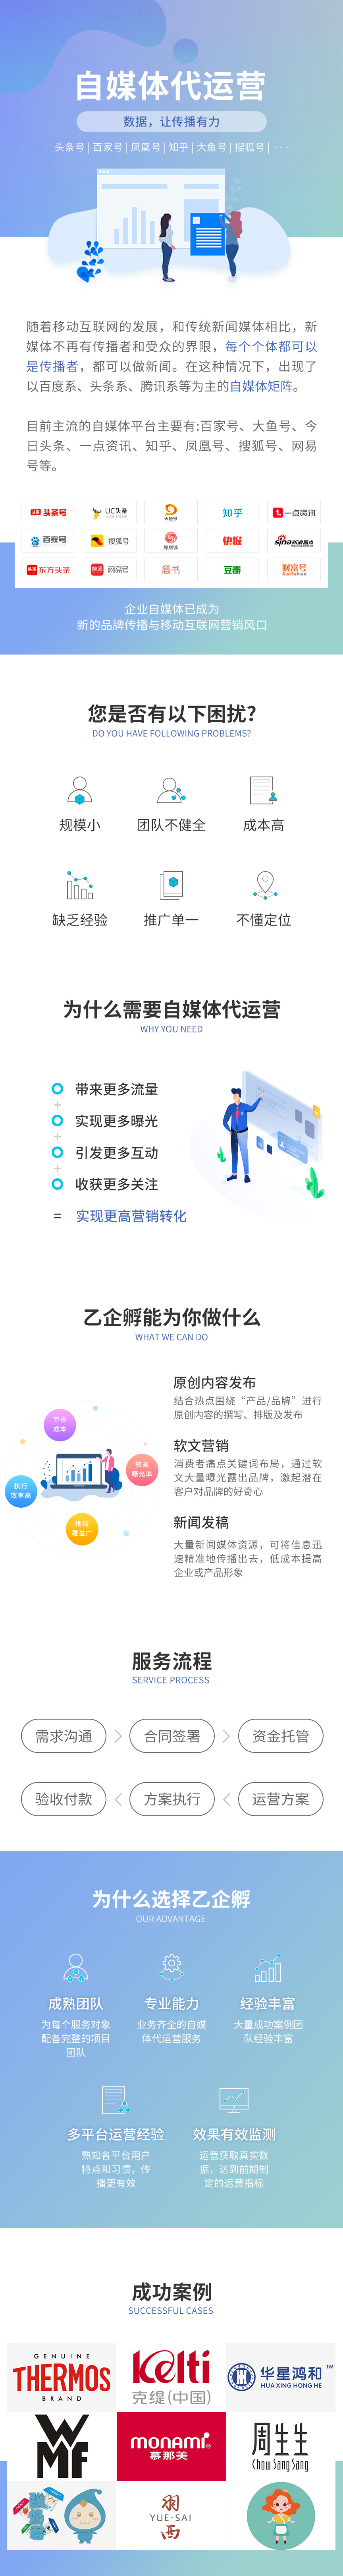 自媒体代运营
数据，让传播有力
头条号 | 百家号 | 凤凰号 | 知乎 | 大鱼号 | 搜狐号 | ···
随着移动互联网的发展，和传统新闻媒体相比，新
媒体不再有传播者和受众的界限，每个个体都可以
是传播者，都可以做新闻。在这种情况下，出现了
以百度系、头条系、腾讯系等为主的自媒体矩阵。
目前主流的自媒体平台主要有:百家号、大鱼号、今
日头条、一点资讯、知乎、凤凰号、搜狐号、网易
号等。
头条 头条号
UC头条
大鱼号
知乎
一点资讯
百家号
搜狐号
凤凰号
快报
sina新浪看点
头条 东方头条
网易 网易号
简书
豆瓣
财富号
Caifuhao
企业自媒体已成为
新的品牌传播与移动互联网营销风口
您是否有以下困扰?
DO YOU HAVE FOLLOWING PROBLEMS?
规模小
团队不健全
成本高
缺乏经验
推广单一
不懂定位
为什么需要自媒体代运营
WHY YOU NEED
带来更多流量
+
实现更多曝光
+
引发更多互动
+
收获更多关注
= 实现更高营销转化
乙企孵能为你做什么
WHAT WE CAN DO
节省
成本
较高
曝光率
执行
效率高
精细
覆盖广
原创内容发布
结合热点围绕“产品/品牌”进行
原创内容的撰写、排版及发布
软文营销
消费者痛点关键词布局，通过软
文大量曝光露出品牌，激起潜在
客户对品牌的好奇心
新闻发稿
大量新闻媒体资源，可将信息迅
速精准地传播出去，低成本提高
企业或产品形象
服务流程
SERVICE PROCESS
需求沟通 > 合同签署 > 资金托管
验收付款 < 方案执行 < 运营方案
为什么选择乙企孵
OUR ADVANTAGE
成熟团队
为每个服务对象
配备完整的项目
团队
专业能力
业务齐全的自媒
体代运营服务
经验丰富
大量成功案例团
队经验丰富
多平台运营经验
熟知各平台用户
特点和习惯，传
播更有效
效果有效监测
运营获取真实数
据，达到前期制
定的运营指标
成功案例
SUCCESSFUL CASES
GENUINE
THERMOS
BRAND
Kelti
克缇(中国)
华星鸿和 TM
HUA XING HONG HE
WMF
monami
慕那美
周生生
Chow Sang Sang
羽西
YUE-SAI